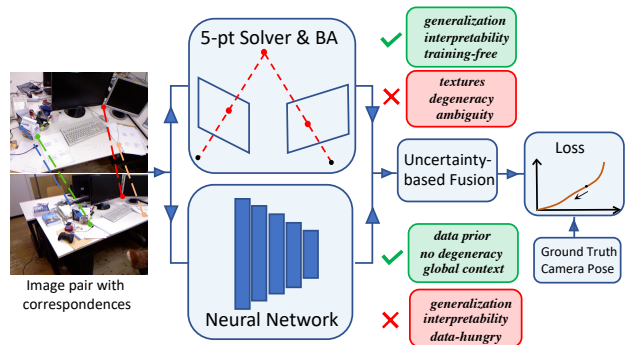 5-pt Solver & BA
generalization
interpretability
training-free
textures
degeneracy
ambiguity
Image pair with
correspondences
Neural Network
data prior
no degeneracy
global context
generalization
interpretability
data-hungry
Uncertainty-
based Fusion
Loss
Ground Truth
Camera Pose